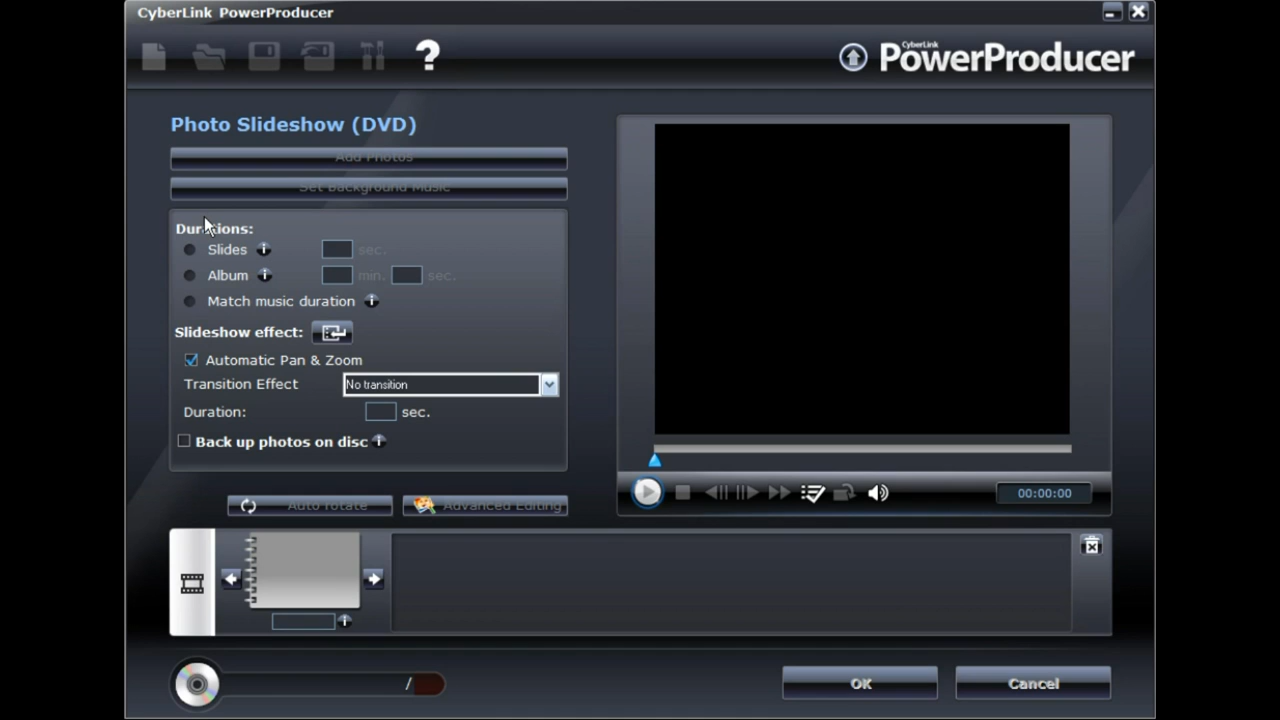 CyberLink PowerProducer
?
CyberLink
PowerProducer
Photo Slideshow (DVD)
Add Photos
Set Background Music
Durations:
Slides i sec.
Album i min. sec.
Match music duration i
Slideshow effect:
Automatic Pan & Zoom
Transition Effect No transition
Duration: sec.
Back up photos on disc i
00:00:00
Auto rotate Advanced Editing
i
/
OK Cancel